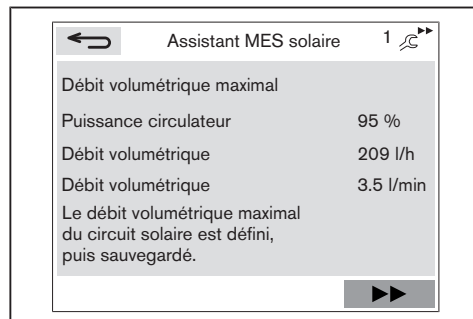 Assistant MES solaire 1
Débit volumétrique maximal
Puissance circulateur 95 %
Débit volumétrique 209 l/h
Débit volumétrique 3.5 l/min
Le débit volumétrique maximal
du circuit solaire est défini,
puis sauvegardé.